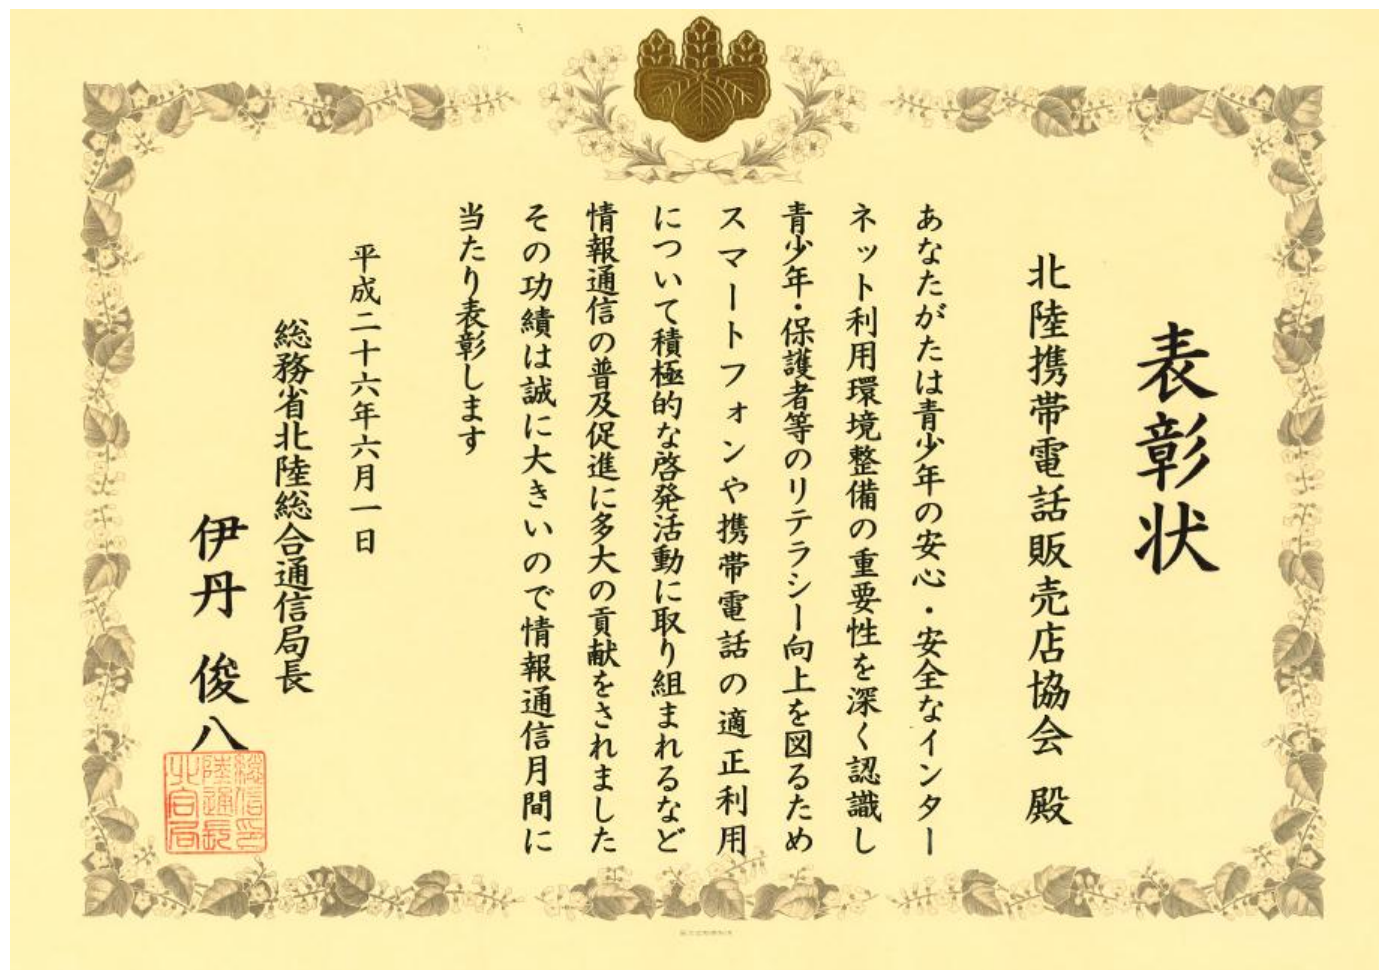 表彰状
北陸携帯電話販売店協会 殿
あなたがたは青少年の安心・安全なインター
ネット利用環境整備の重要性を深く認識し
青少年・保護者等のリテラシー向上を図るため
スマートフォンや携帯電話の適正利用
について積極的な啓発活動に取り組まれるなど
情報通信の普及促進に多大の貢献をされました
その功績は誠に大きいので情報通信月間に
当たり表彰します
平成二十六年六月一日
総務省北陸総合通信局長
伊丹 俊八